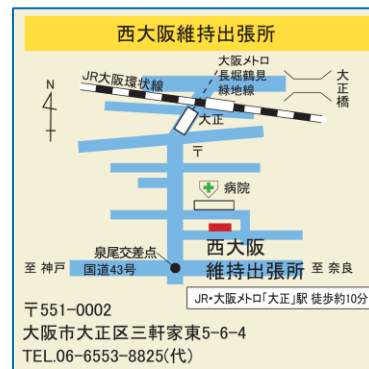 西大阪維持出張所
大阪メトロ
長堀鶴見
緑地線
大正橋
JR大阪環状線
N
大正
〒
病院
泉尾交差点
西大阪
維持出張所
至 神戸
国道43号
至 奈良
JR・大阪メトロ「大正」駅 徒歩約10分
〒551-0002
大阪市大正区三軒家東5-6-4
TEL.06-6553-8825(代)